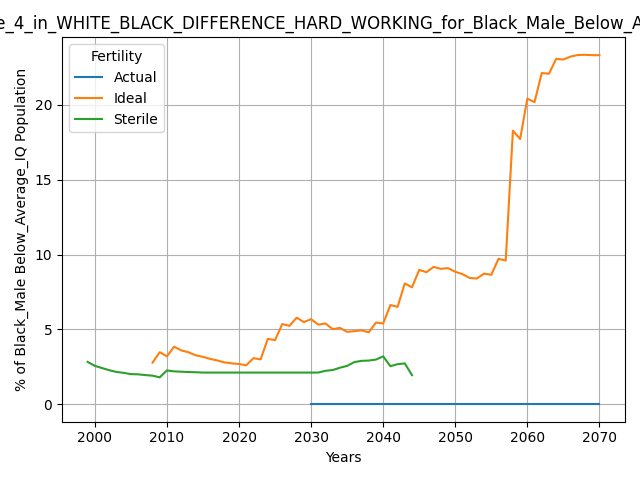 e_4_in_WHITE_BLACK_DIFFERENCE_HARD_WORKING_for_Black_Male_Below_A
Fertility
Actual
Ideal
Sterile
% of Black_Male Below_Average_IQ Population
20
15
10
5
0
2000 2010 2020 2030 2040 2050 2060 2070
Years